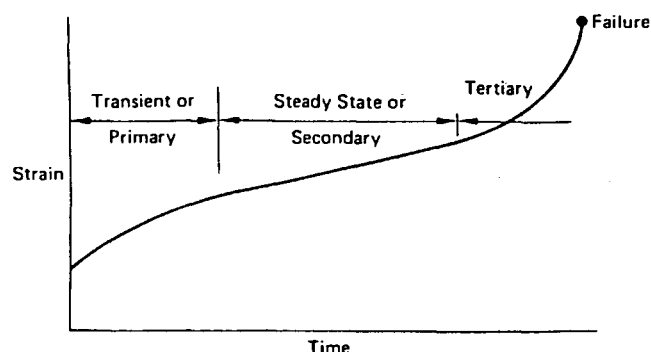 Failure
Tertiary
Transient or
Primary
Steady State or
Secondary
Strain
Time